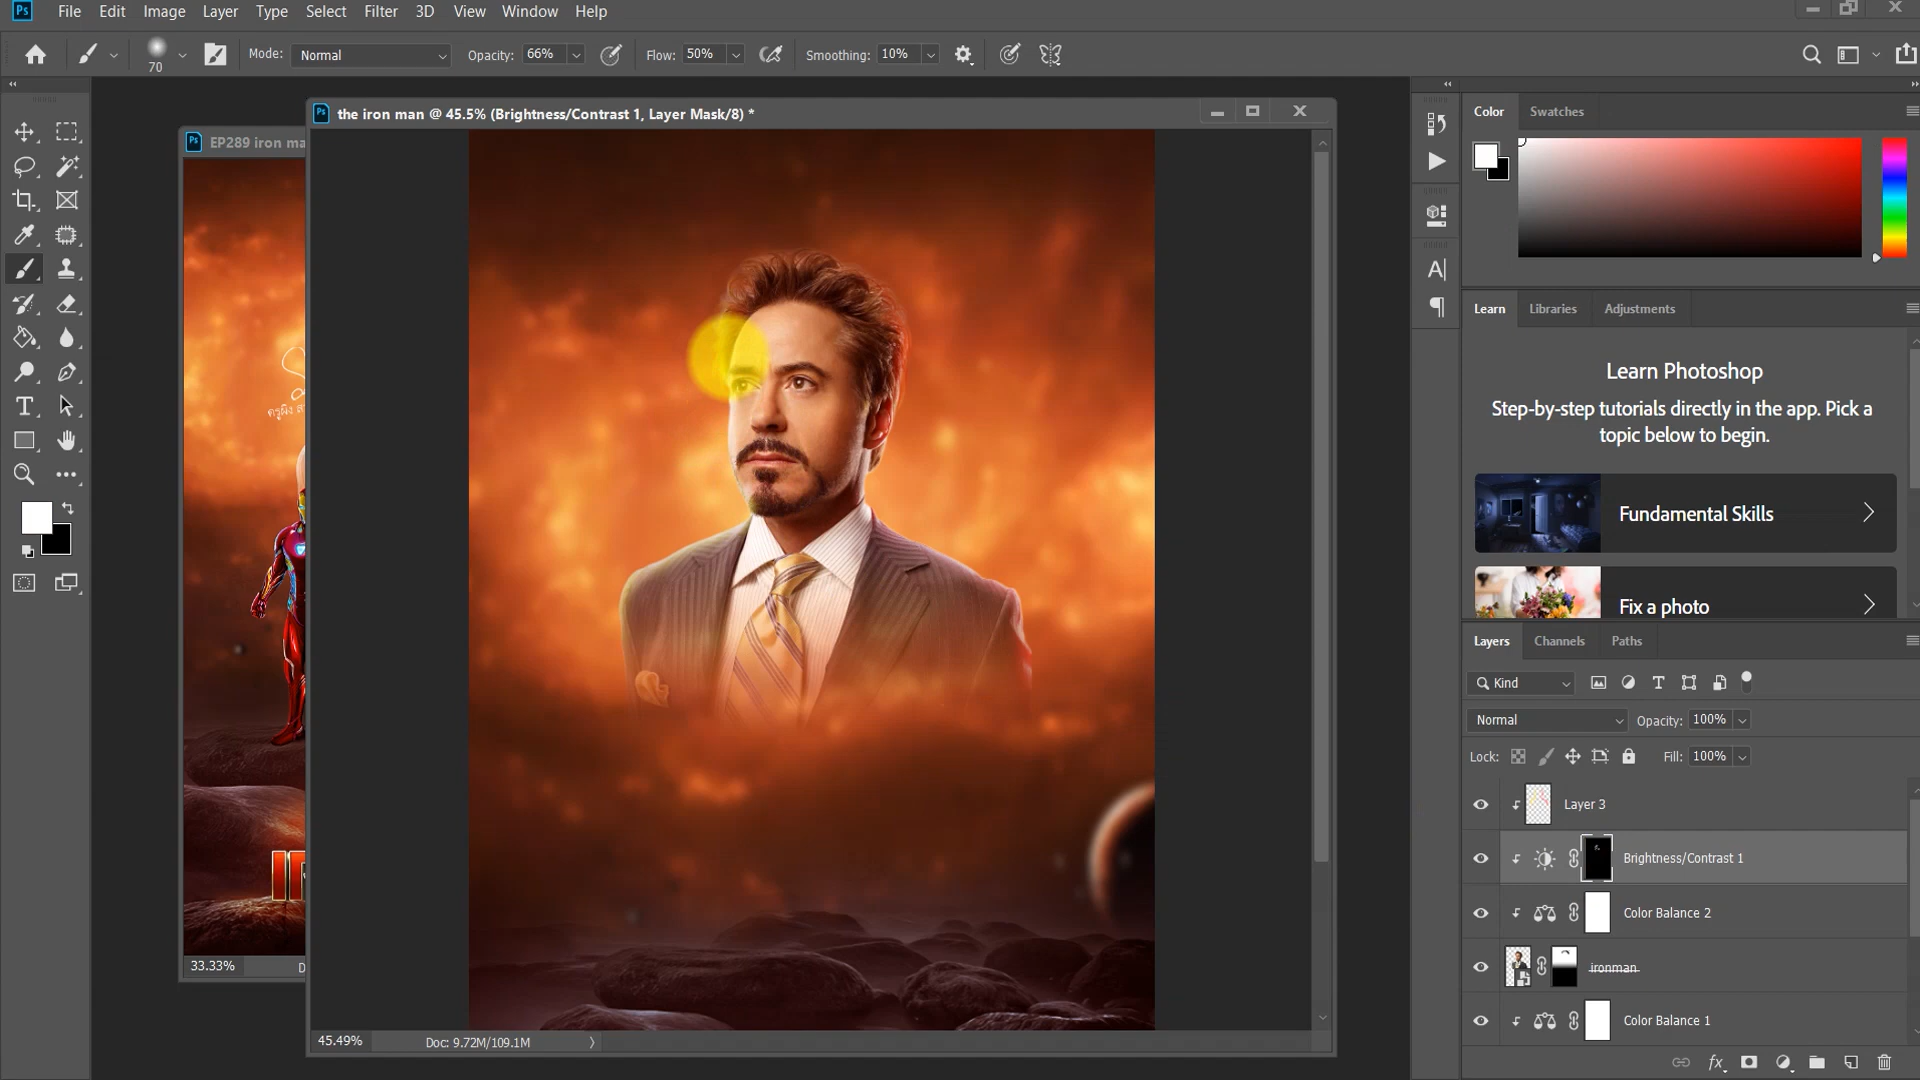 File Edit Image Layer Type Select Filter 3D View Window Help
70 Mode: Normal Opacity: 66% Flow: 50% Smoothing: 10%
EP289 iron ma
the iron man @ 45.5% (Brightness/Contrast 1, Layer Mask/8) *
Color Swatches
Learn Libraries Adjustments
Learn Photoshop
Step-by-step tutorials directly in the app. Pick a
topic below to begin.
Fundamental Skills
Fix a photo
Layers Channels Paths
Kind
Normal Opacity: 100%
Lock: Fill: 100%
Layer 3
Brightness/Contrast 1
Color Balance 2
ironman
Color Balance 1
33.33% D
45.49% Doc: 9.72M/109.1M